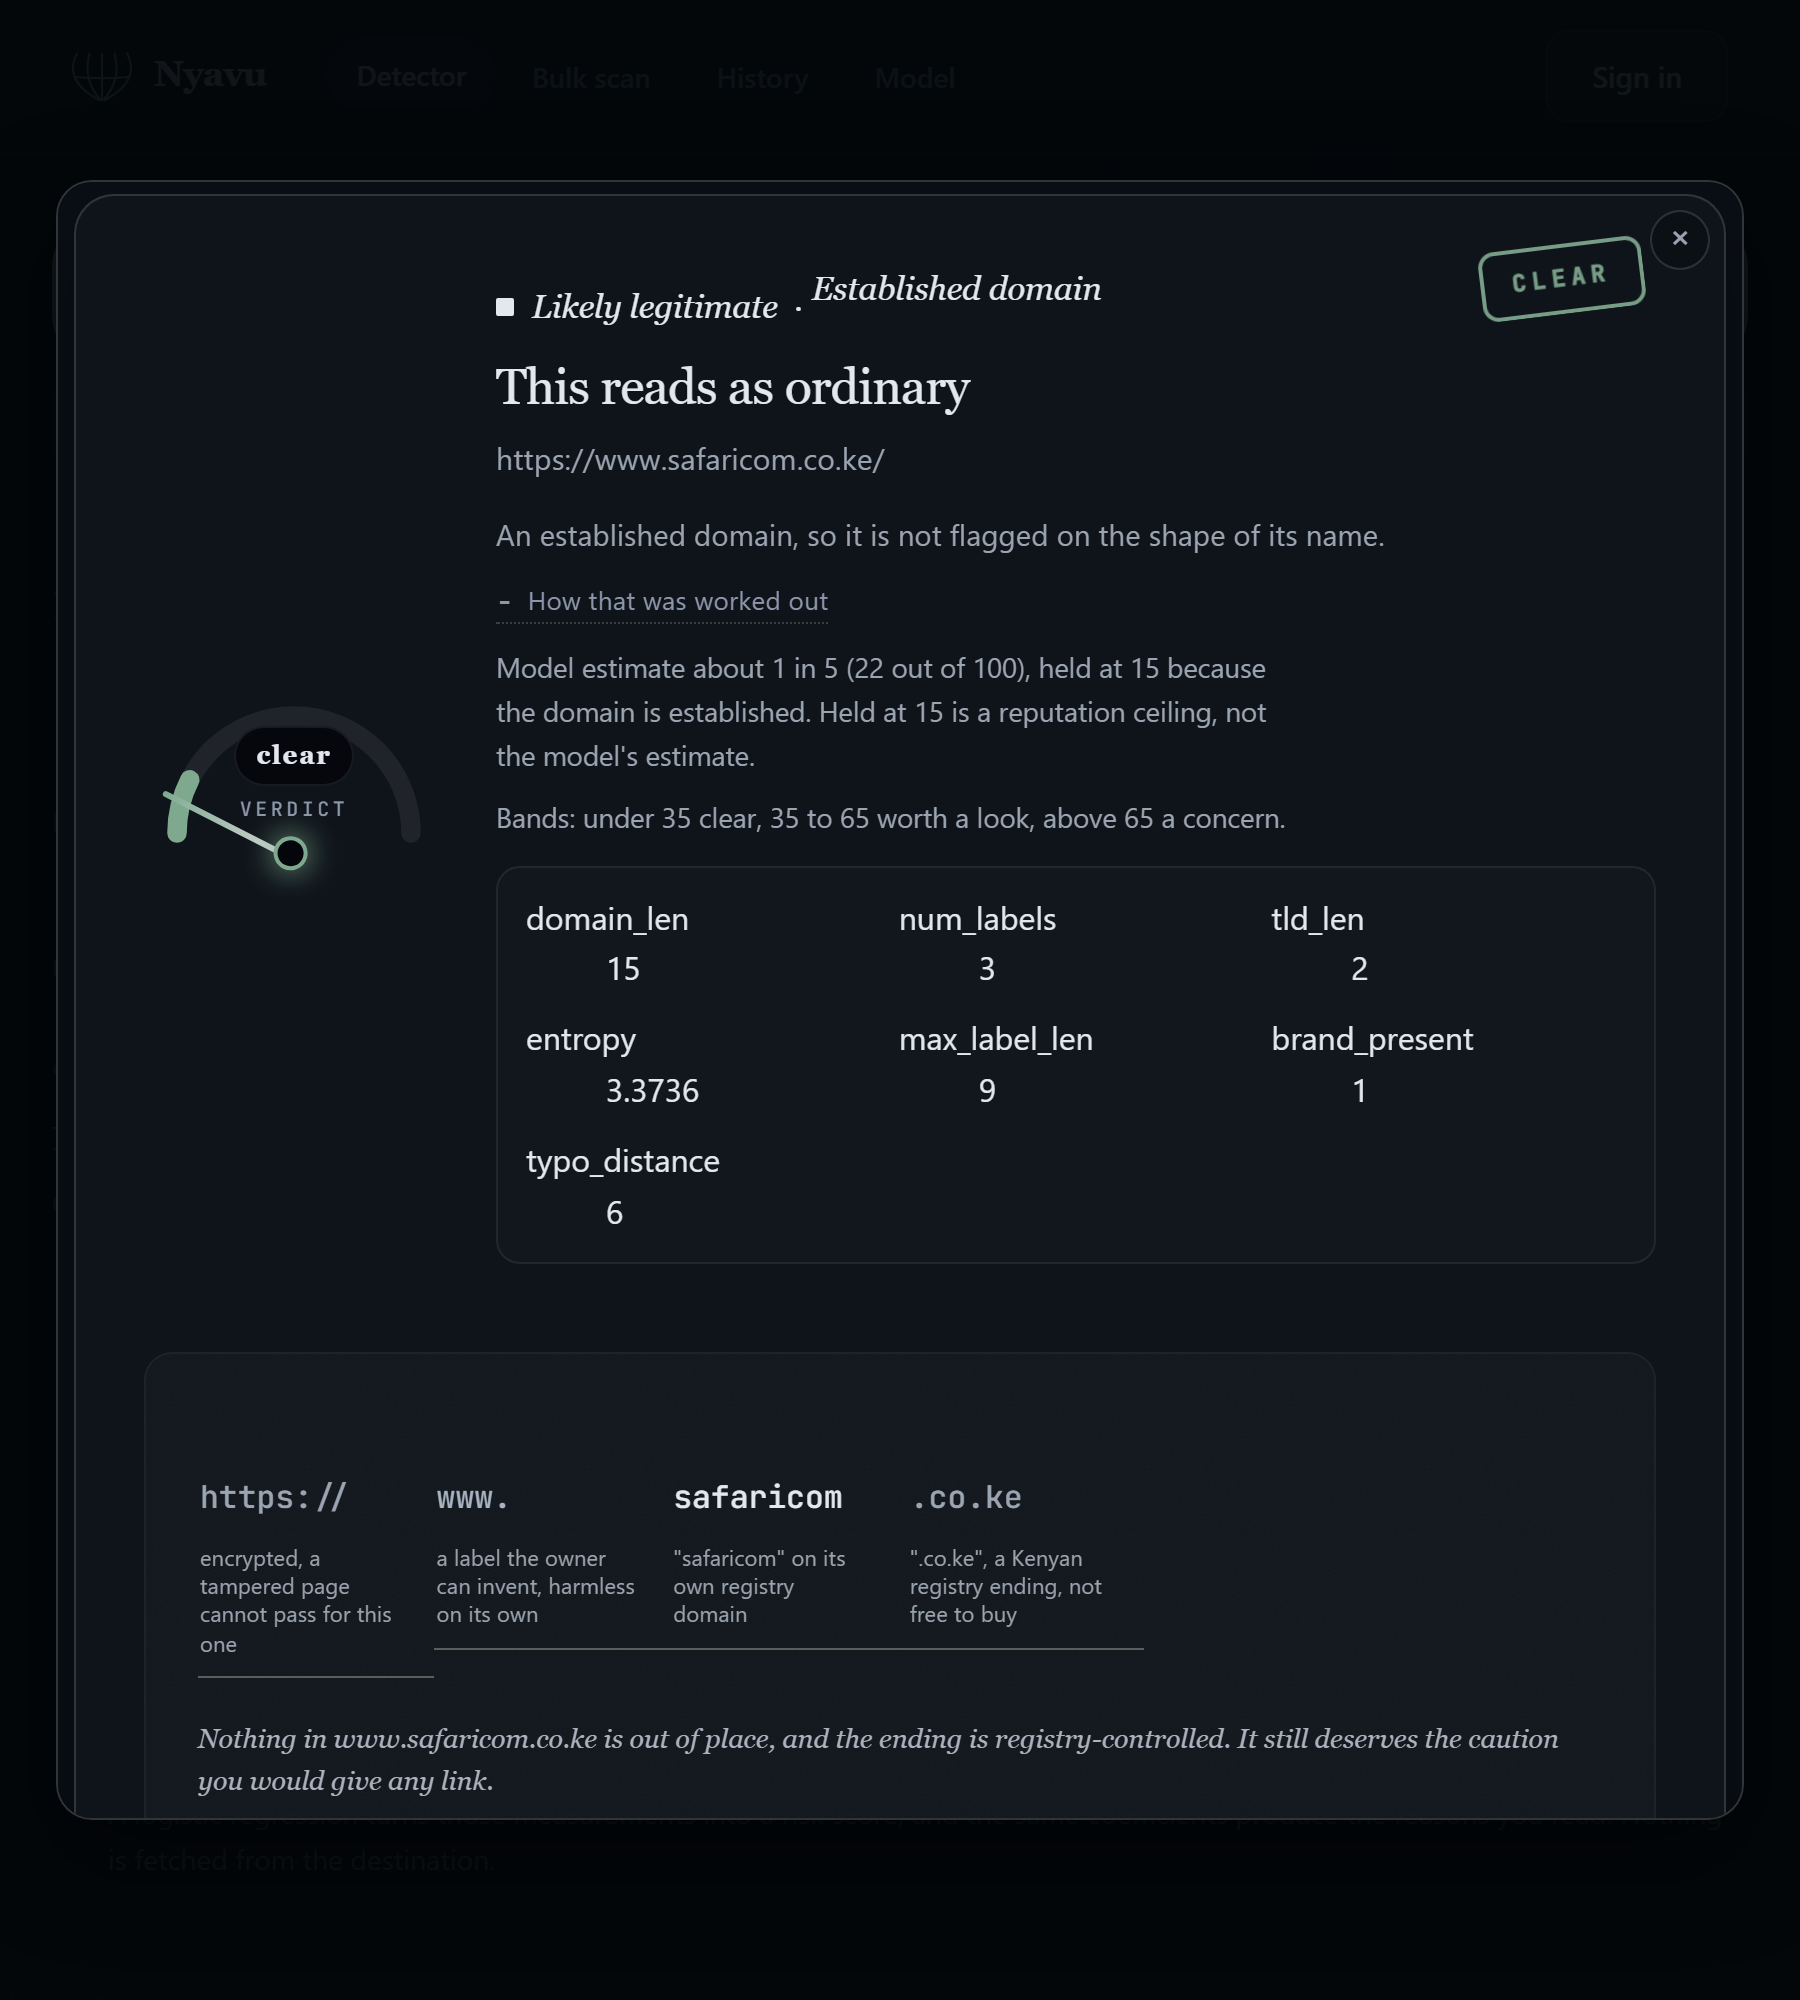 Nyavu
Detector
Bulk scan
History
Model
Sign in
CLEAR
×
Likely legitimate · Established domain
This reads as ordinary
https://www.safaricom.co.ke/
An established domain, so it is not flagged on the shape of its name.
- How that was worked out
Model estimate about 1 in 5 (22 out of 100), held at 15 because
the domain is established. Held at 15 is a reputation ceiling, not
the model's estimate.
Bands: under 35 clear, 35 to 65 worth a look, above 65 a concern.
clear
VERDICT
domain_len
15
num_labels
3
tld_len
2
entropy
3.3736
max_label_len
9
brand_present
1
typo_distance
6
https://
encrypted, a
tampered page
cannot pass for this
one
www.
a label the owner
can invent, harmless
on its own
safaricom
"safaricom" on its
own registry
domain
.co.ke
".co.ke", a Kenyan
registry ending, not
free to buy
Nothing in www.safaricom.co.ke is out of place, and the ending is registry-controlled. It still deserves the caution
you would give any link.
is fetched from the destination.